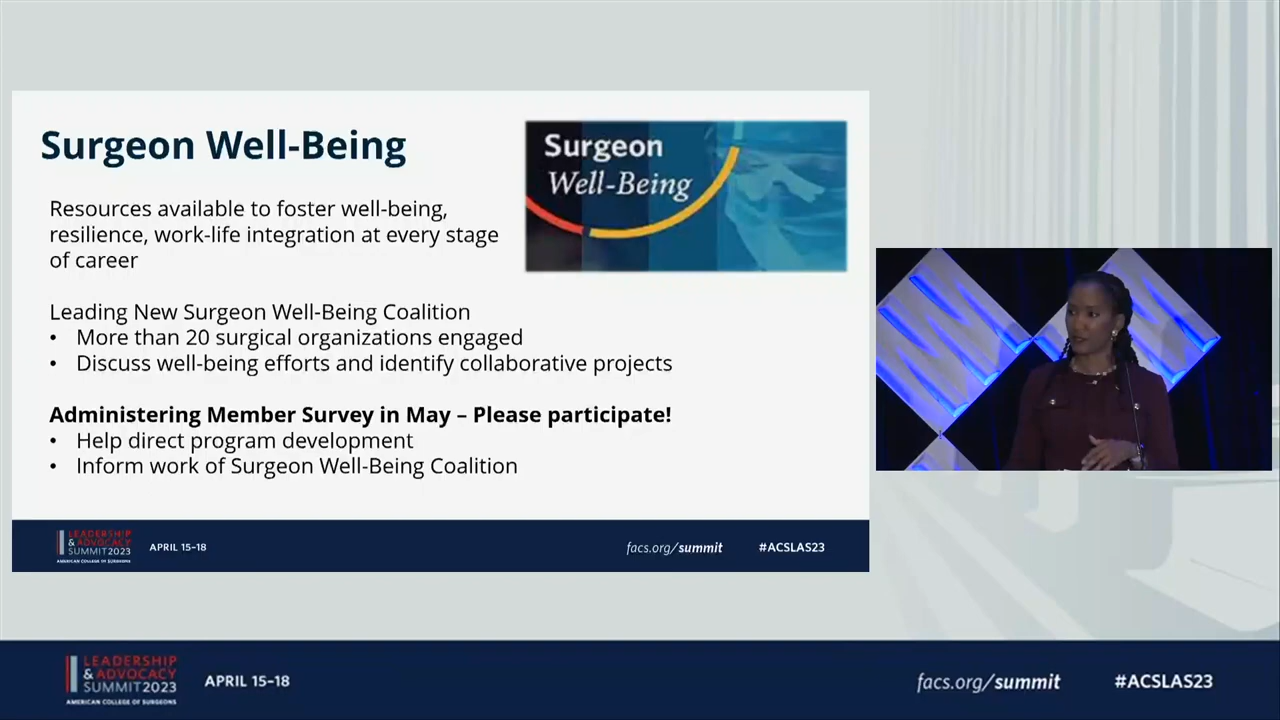 Surgeon Well-Being
Surgeon
Well-Being
Resources available to foster well-being,
resilience, work-life integration at every stage
of career
Leading New Surgeon Well-Being Coalition
• More than 20 surgical organizations engaged
• Discuss well-being efforts and identify collaborative projects
Administering Member Survey in May – Please participate!
• Help direct program development
• Inform work of Surgeon Well-Being Coalition
LEADERSHIP
& ADVOCACY
SUMMIT2023
AMERICAN COLLEGE OF SURGEONS
APRIL 15–18
facs.org/summit
#ACSLAS23
LEADERSHIP
& ADVOCACY
SUMMIT2023
AMERICAN COLLEGE OF SURGEONS
APRIL 15–18
facs.org/summit
#ACSLAS23